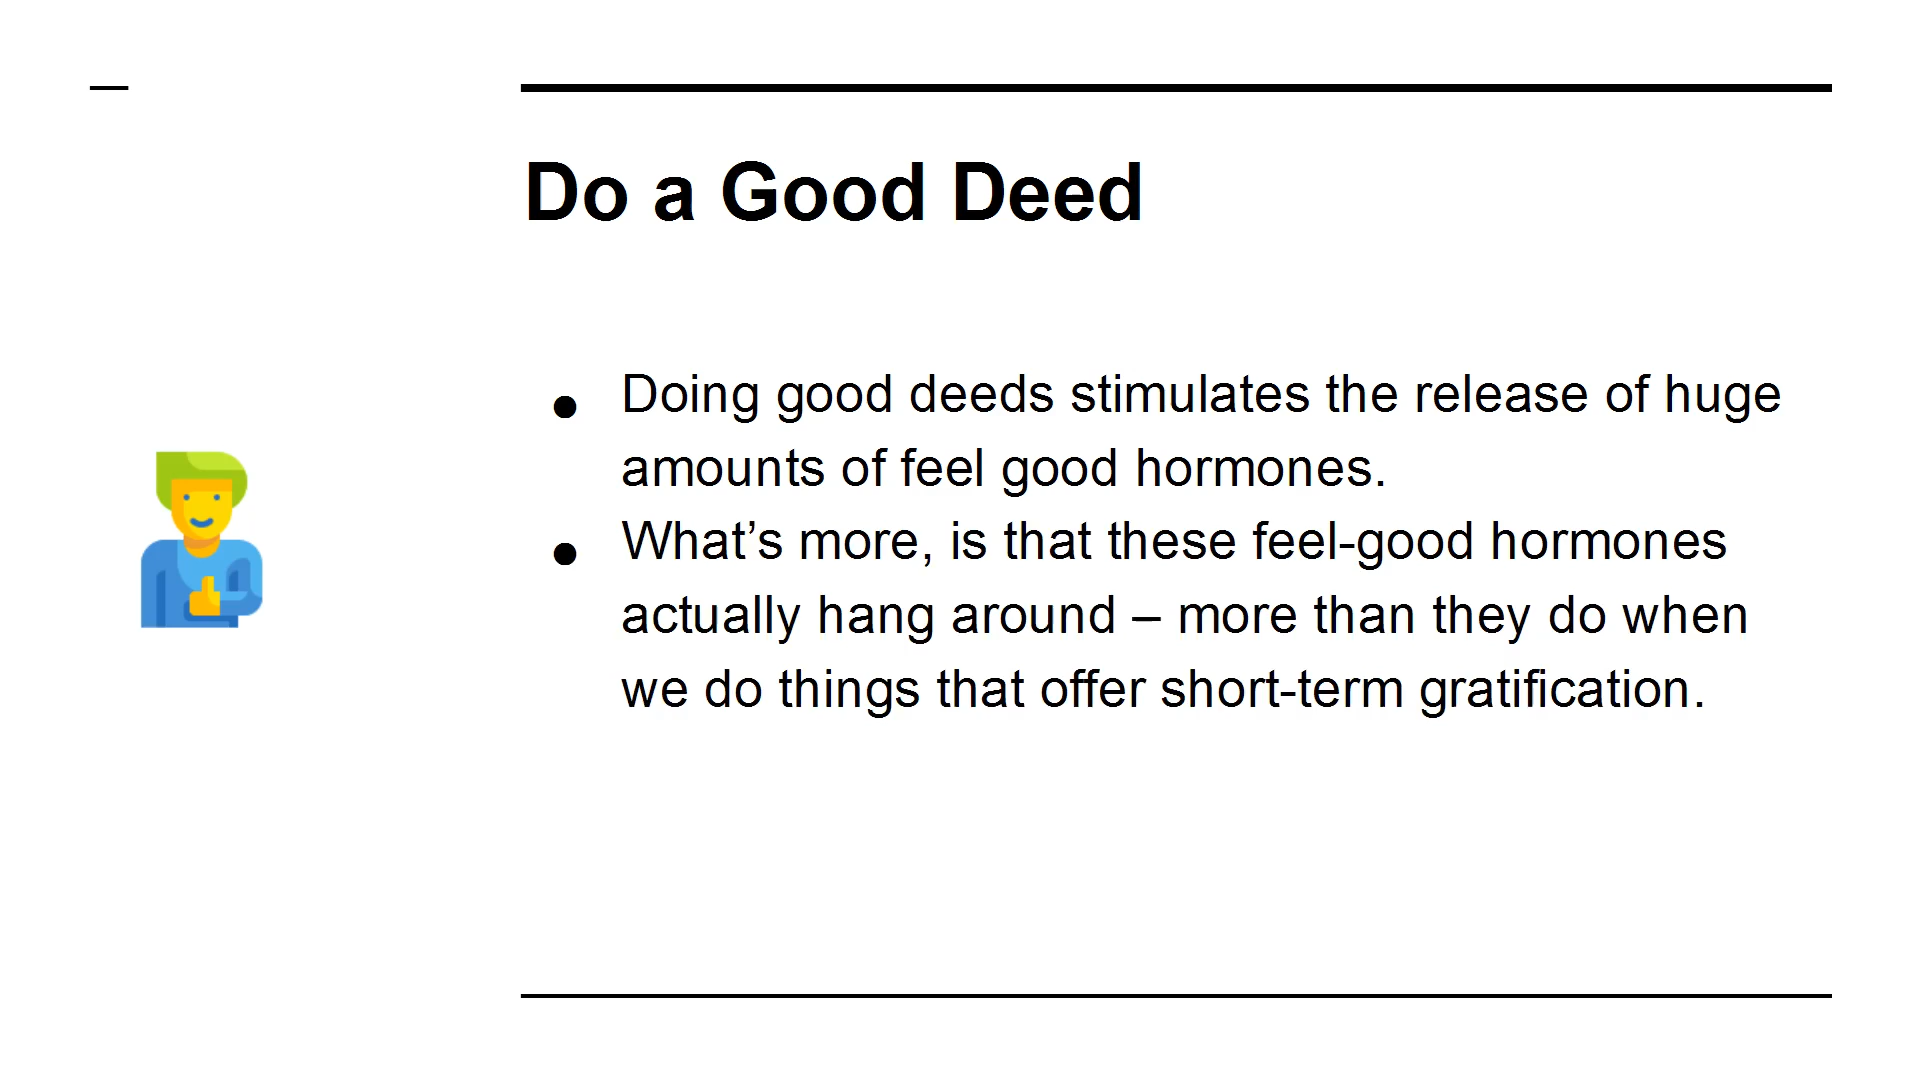 Do a Good Deed
● Doing good deeds stimulates the release of huge
amounts of feel good hormones.
● What’s more, is that these feel-good hormones
actually hang around – more than they do when
we do things that offer short-term gratification.